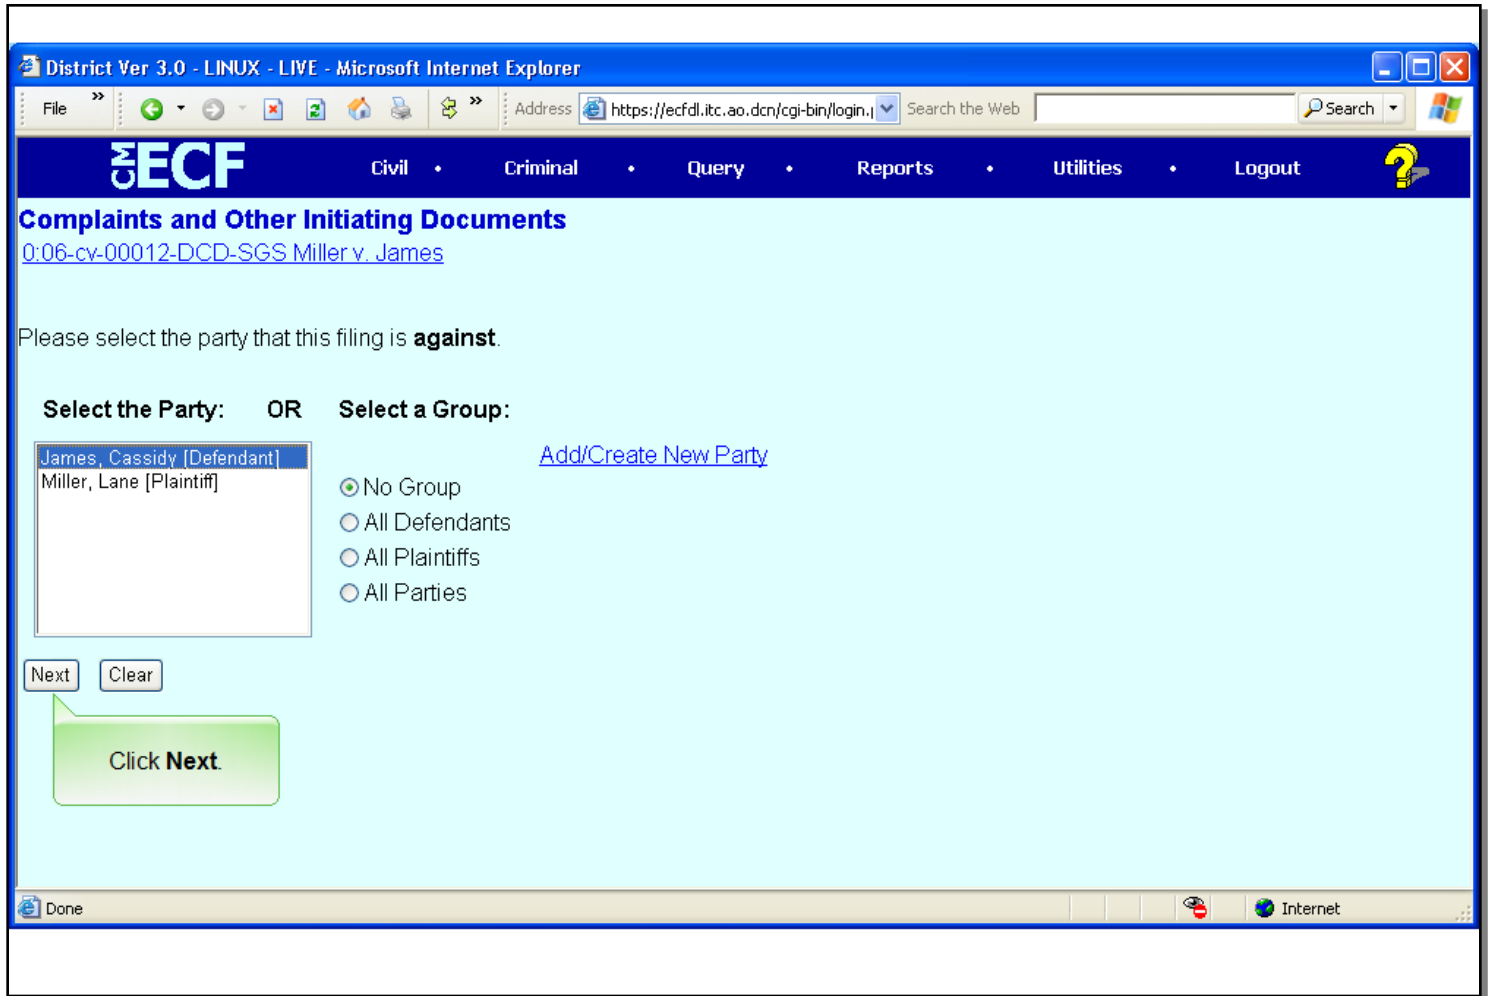 District Ver 3.0 - LINUX - LIVE - Microsoft Internet Explorer
File » » Address https://ecfdl.itc.ao.dcn/cgi-bin/login. Search the Web Search
CM ECF Civil • Criminal • Query • Reports • Utilities • Logout ?
Complaints and Other Initiating Documents
0:06-cv-00012-DCD-SGS Miller v. James
Please select the party that this filing is against.
Select the Party: OR Select a Group:
James, Cassidy [Defendant] Add/Create New Party
Miller, Lane [Plaintiff] No Group
All Defendants
All Plaintiffs
All Parties
Next Clear
Click Next.
Done Internet